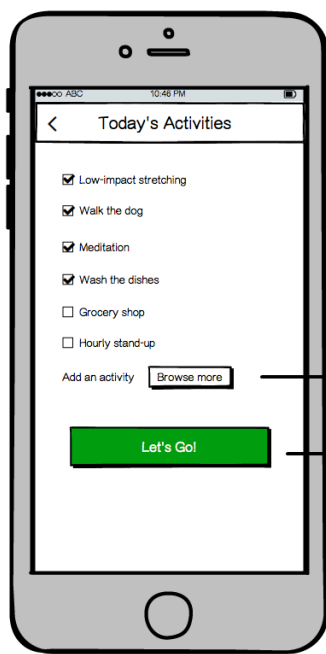 ABC 10:46 PM
< Today's Activities
Low-impact stretching
Walk the dog
Meditation
Wash the dishes
Grocery shop
Hourly stand-up
Add an activity Browse more
Let's Go!